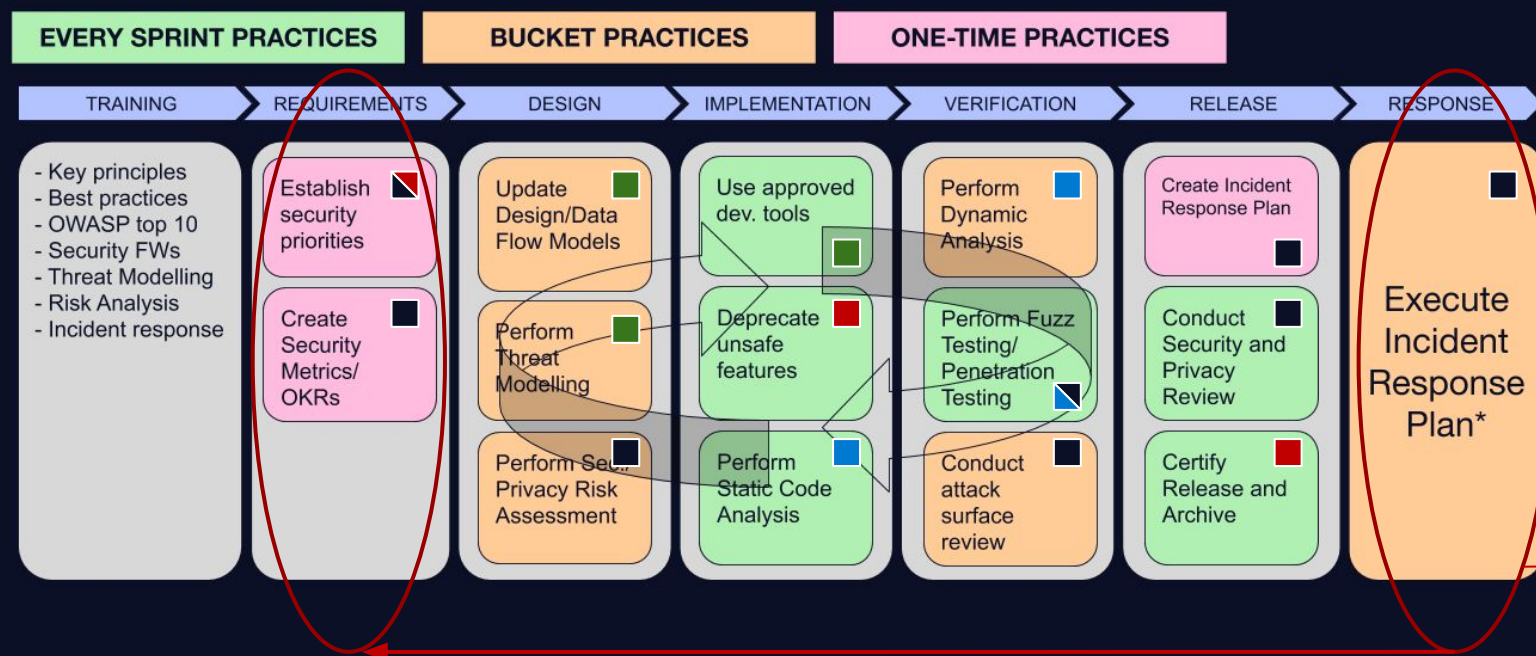 EVERY SPRINT PRACTICES
BUCKET PRACTICES
ONE-TIME PRACTICES
TRAINING
REQUIREMENTS
DESIGN
IMPLEMENTATION
VERIFICATION
RELEASE
RESPONSE
- Key principles
- Best practices
- OWASP top 10
- Security FWs
- Threat Modelling
- Risk Analysis
- Incident response
Establish
security
priorities
Create
Security
Metrics/
OKRs
Update
Design/Data
Flow Models
Perform
Threat
Modelling
Perform Sec./
Privacy Risk
Assessment
Use approved
dev. tools
Deprecate
unsafe
features
Perform
Static Code
Analysis
Perform
Dynamic
Analysis
Perform Fuzz
Testing/
Penetration
Testing
Conduct
attack
surface
review
Create Incident
Response Plan
Conduct
Security and
Privacy
Review
Certify
Release and
Archive
Execute
Incident
Response
Plan*